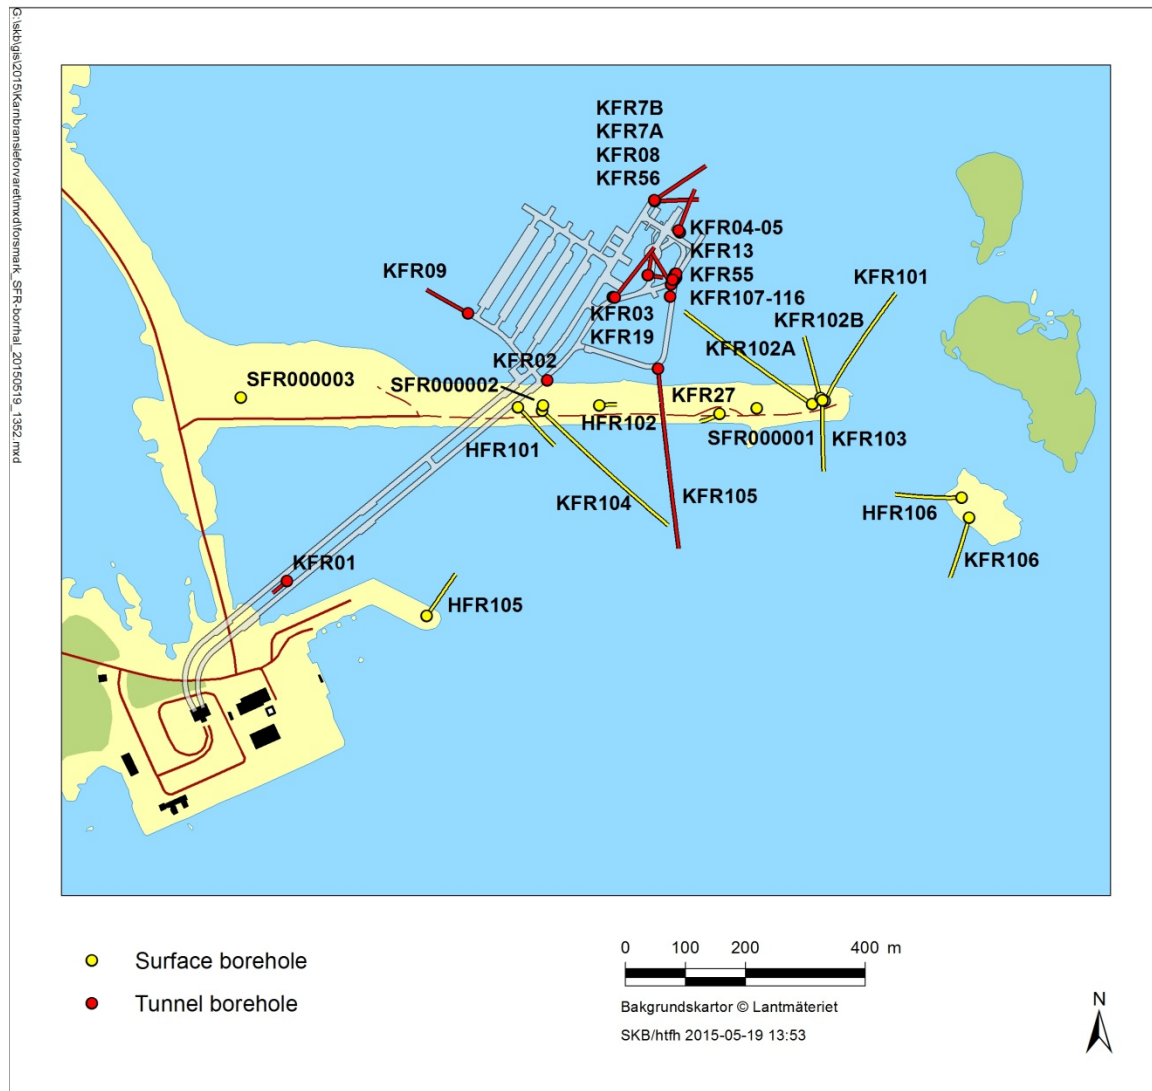 G:\skb\gis\2015\Kambransleforvaret\mxd\forsmark_SFR-borrhal_20150519_1352.mxd
KFR7B
KFR7A
KFR08
KFR56
KFR04-05
KFR13
KFR55
KFR107-116
KFR09
KFR03
KFR19
KFR101
KFR102B
KFR102A
KFR02
SFR000003
SFR000002
KFR27
HFR102
SFR000001
KFR103
HFR101
KFR104
KFR105
HFR106
KFR106
KFR01
HFR105
Surface borehole
Tunnel borehole
0 100 200 400 m
Bakgrundskartor © Lantmäteriet
SKB/htfh 2015-05-19 13:53
N